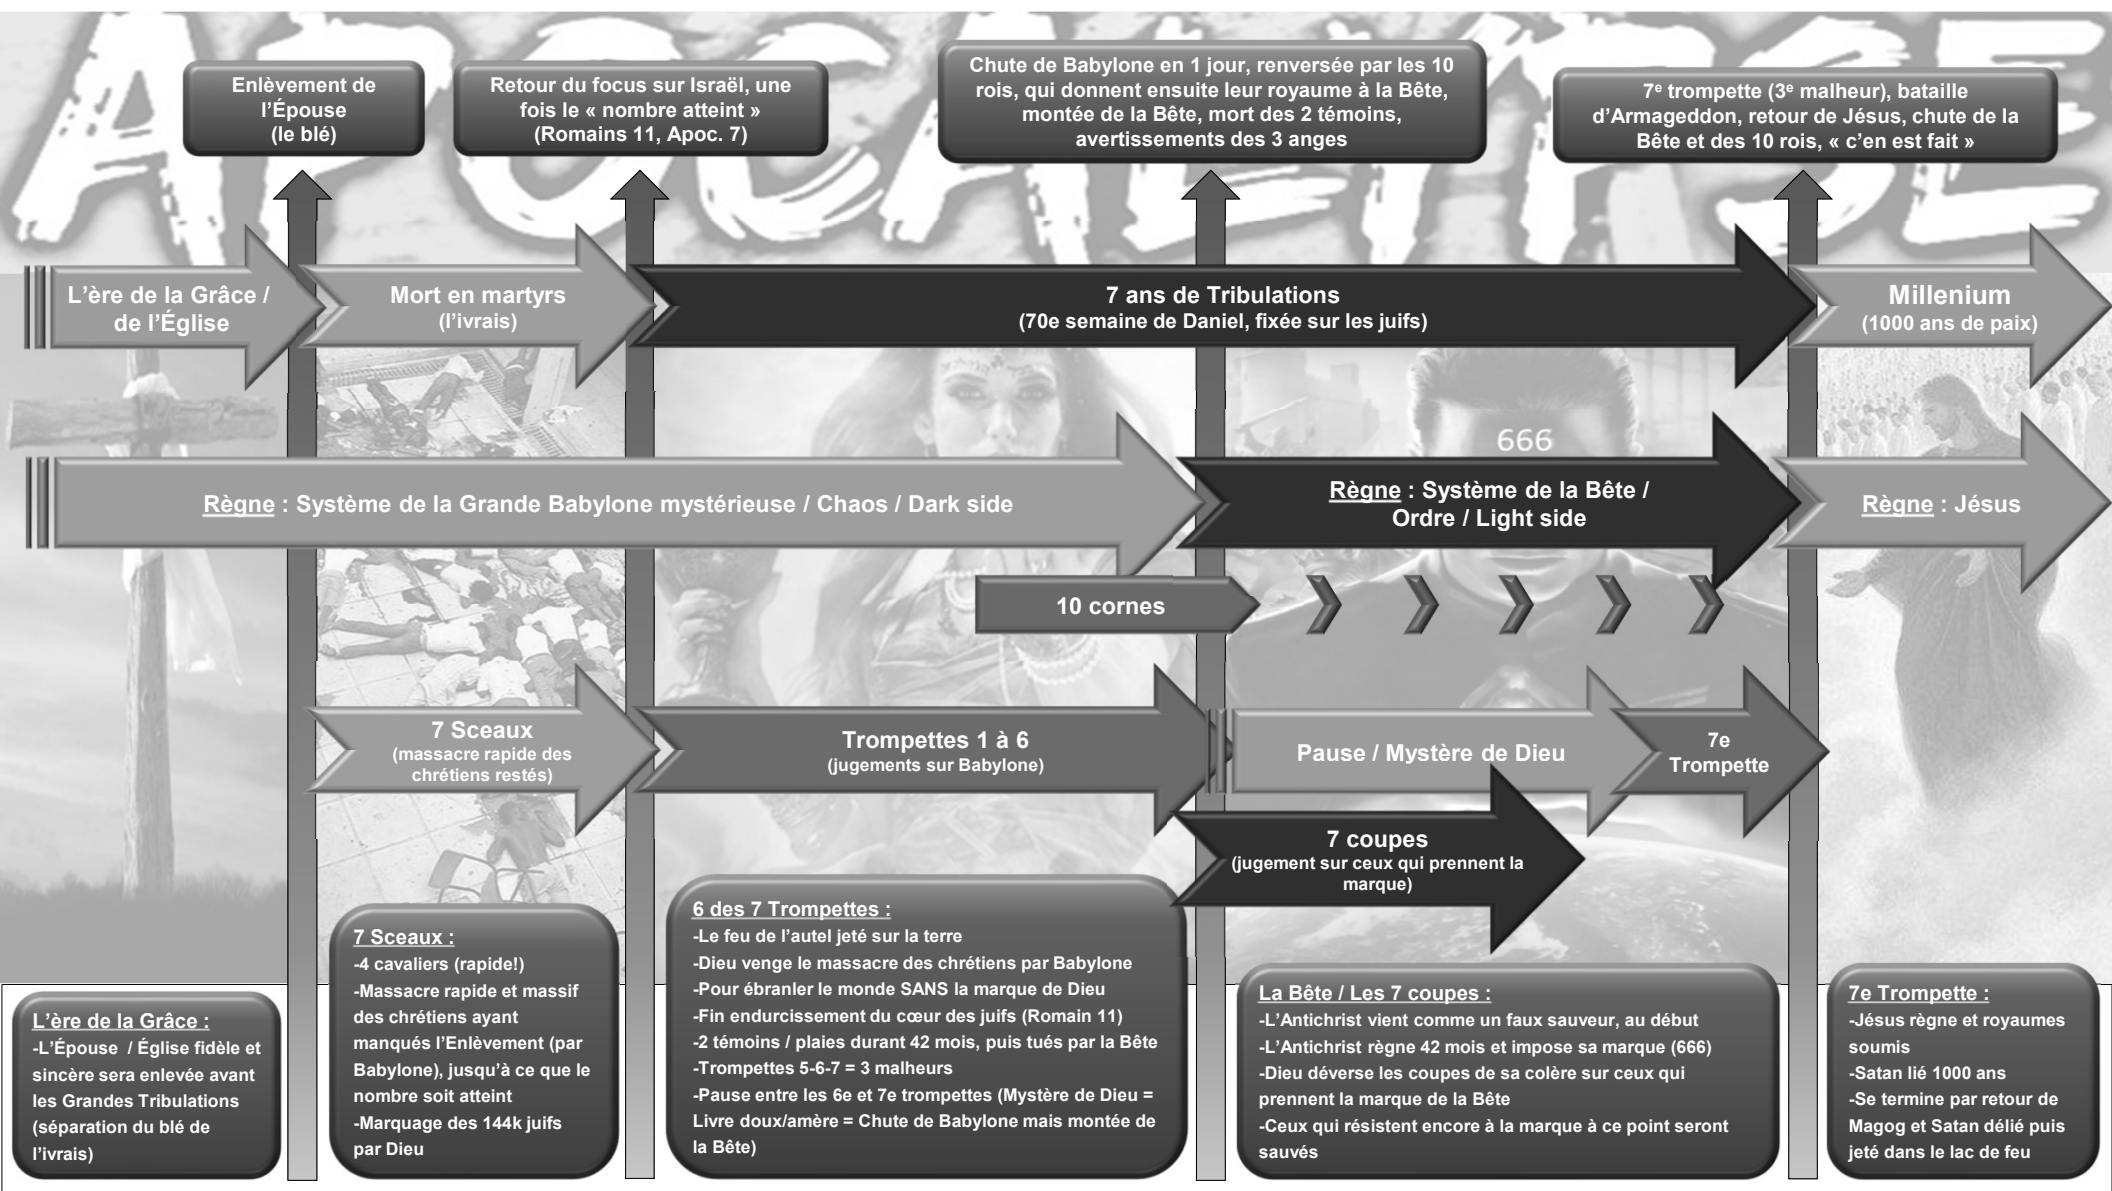 APOCALYPSE
Enlèvement de
l’Épouse
(le blé)
Retour du focus sur Israël, une
fois le « nombre atteint »
(Romains 11, Apoc. 7)
Chute de Babylone en 1 jour, renversée par les 10
rois, qui donnent ensuite leur royaume à la Bête,
montée de la Bête, mort des 2 témoins,
avertissements des 3 anges
7e trompette (3e malheur), bataille
d’Armageddon, retour de Jésus, chute de la
Bête et des 10 rois, « c’en est fait »
L’ère de la Grâce /
de l’Église
Mort en martyrs
(l’ivrais)
7 ans de Tribulations
(70e semaine de Daniel, fixée sur les juifs)
Millenium
(1000 ans de paix)
666
Règne : Système de la Grande Babylone mystérieuse / Chaos / Dark side
Règne : Système de la Bête /
Ordre / Light side
Règne : Jésus
10 cornes
7 Sceaux
(massacre rapide des
chrétiens restés)
Trompettes 1 à 6
(jugements sur Babylone)
Pause / Mystère de Dieu
7e
Trompette
7 coupes
(jugement sur ceux qui prennent la
marque)
L’ère de la Grâce :
-L’Épouse / Église fidèle et
sincère sera enlevée avant
les Grandes Tribulations
(séparation du blé de
l’ivrais)
7 Sceaux :
-4 cavaliers (rapide!)
-Massacre rapide et massif
des chrétiens ayant
manqués l’Enlèvement (par
Babylone), jusqu’à ce que le
nombre soit atteint
-Marquage des 144k juifs
par Dieu
6 des 7 Trompettes :
-Le feu de l’autel jeté sur la terre
-Dieu venge le massacre des chrétiens par Babylone
-Pour ébranler le monde SANS la marque de Dieu
-Fin endurcissement du cœur des juifs (Romain 11)
-2 témoins / plaies durant 42 mois, puis tués par la Bête
-Trompettes 5-6-7 = 3 malheurs
-Pause entre les 6e et 7e trompettes (Mystère de Dieu =
Livre doux/amère = Chute de Babylone mais montée de
la Bête)
La Bête / Les 7 coupes :
-L’Antichrist vient comme un faux sauveur, au début
-L’Antichrist règne 42 mois et impose sa marque (666)
-Dieu déverse les coupes de sa colère sur ceux qui
prennent la marque de la Bête
-Ceux qui résistent encore à la marque à ce point seront
sauvés
7e Trompette :
-Jésus règne et royaumes
soumis
-Satan lié 1000 ans
-Se termine par retour de
Magog et Satan délié puis
jeté dans le lac de feu